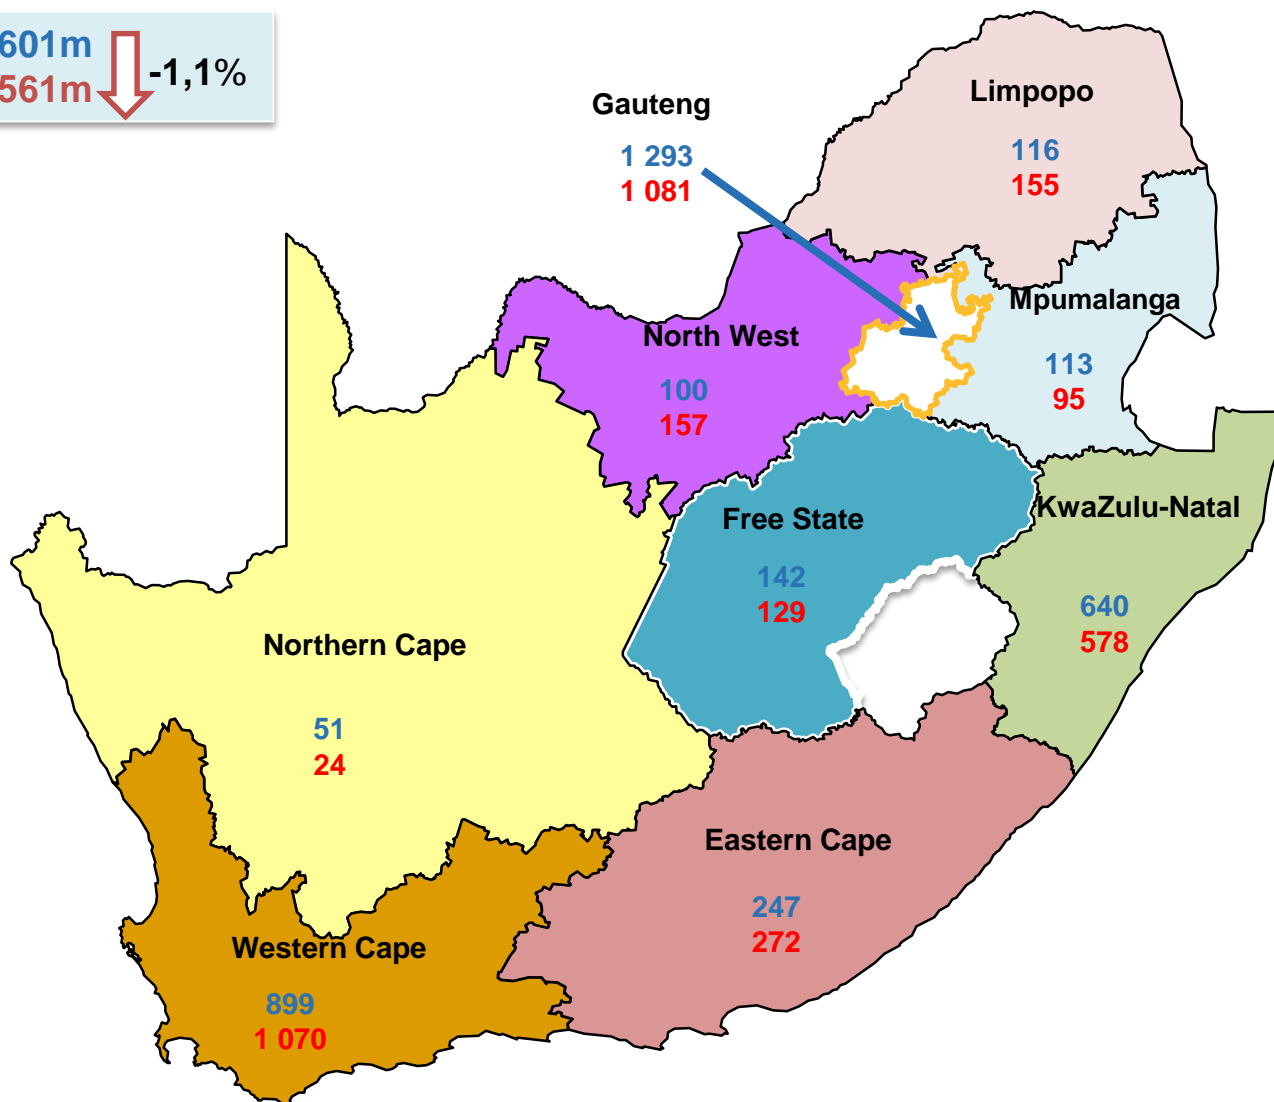 601m
561m
-1,1%
Gauteng
1 293
1 081
Limpopo
116
155
Mpumalanga
113
95
North West
100
157
Free State
142
129
KwaZulu-Natal
640
578
Northern Cape
51
24
Eastern Cape
247
272
Western Cape
899
1 070